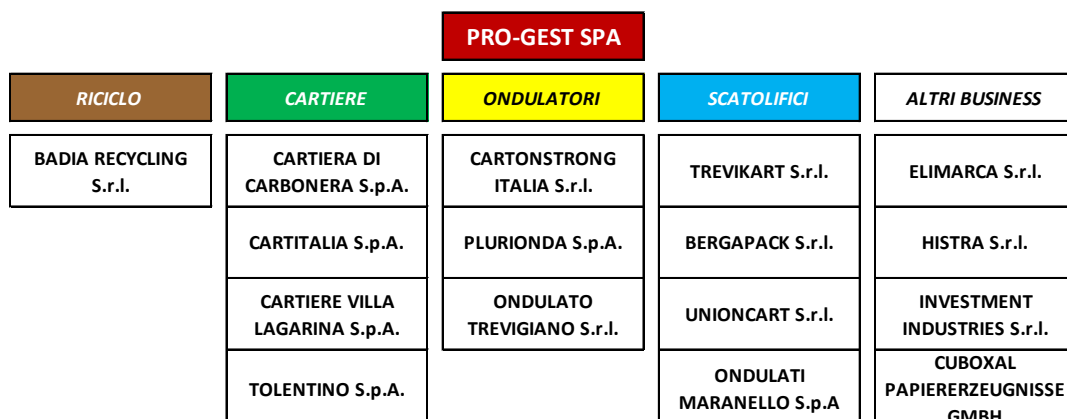 PRO-GEST SPA
RICICLO
CARTIERE
ONDULATORI
SCATOLIFICI
ALTRI BUSINESS
BADIA RECYCLING
S.r.l.
CARTIERA DI
CARBONERA S.p.A.
CARTONSTRONG
ITALIA S.r.l.
TREVIKART S.r.l.
ELIMARCA S.r.l.
CARTITALIA S.p.A.
PLURIONDA S.p.A.
BERGAPACK S.r.l.
HISTRA S.r.l.
CARTIERE VILLA
LAGARINA S.p.A.
ONDULATO
TREVIGIANO S.r.l.
UNIONCART S.r.l.
INVESTMENT
INDUSTRIES S.r.l.
TOLENTINO S.p.A.
ONDULATI
MARANELLO S.p.A
CUBOXAL
PAPIERERZEUGNISSE
GMBH